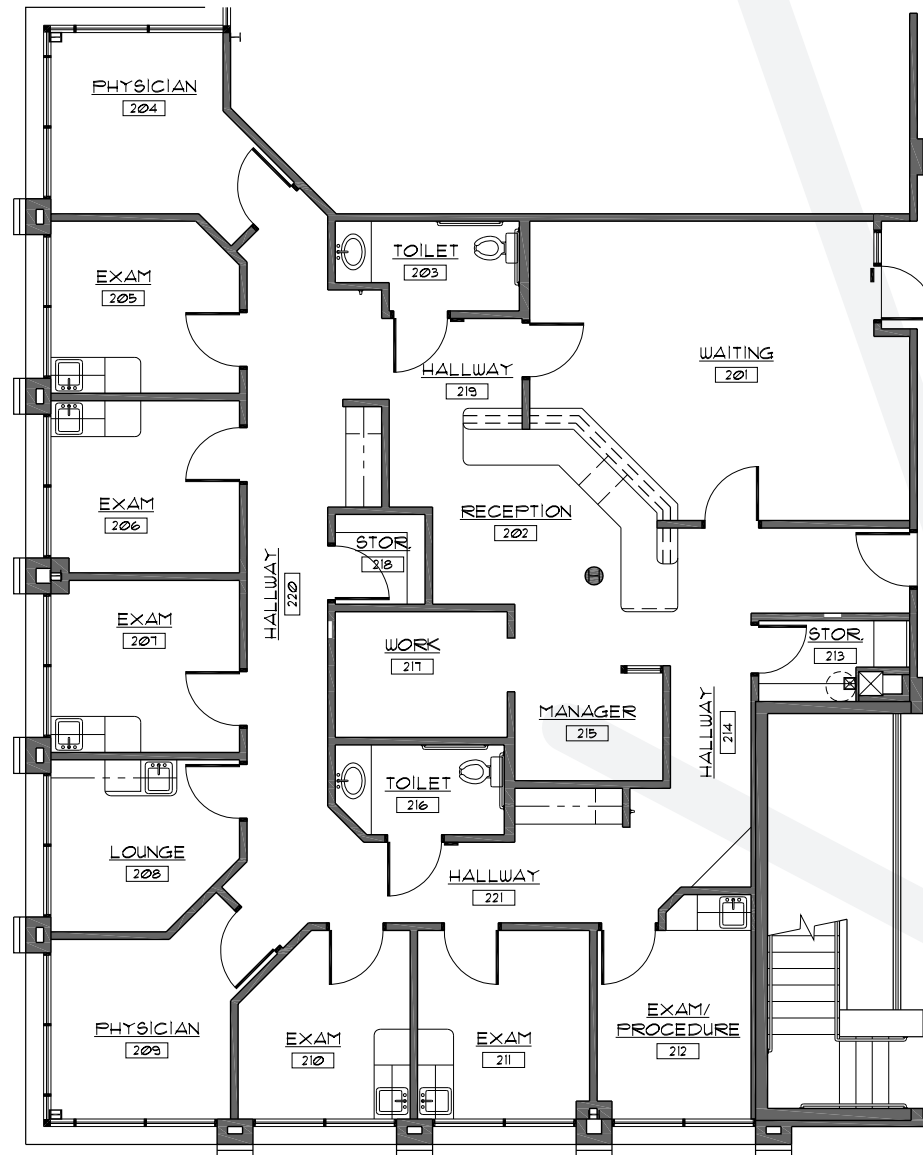 PHYSICIAN
204
TOILET
203
EXAM
205
WAITING
201
HALLWAY
219
EXAM
206
RECEPTION
202
STOR.
218
HALLWAY
220
EXAM
207
WORK
217
STOR.
213
MANAGER
215
HALLWAY
214
TOILET
216
LOUNGE
208
HALLWAY
221
PHYSICIAN
209
EXAM
210
EXAM
211
EXAM/
PROCEDURE
212